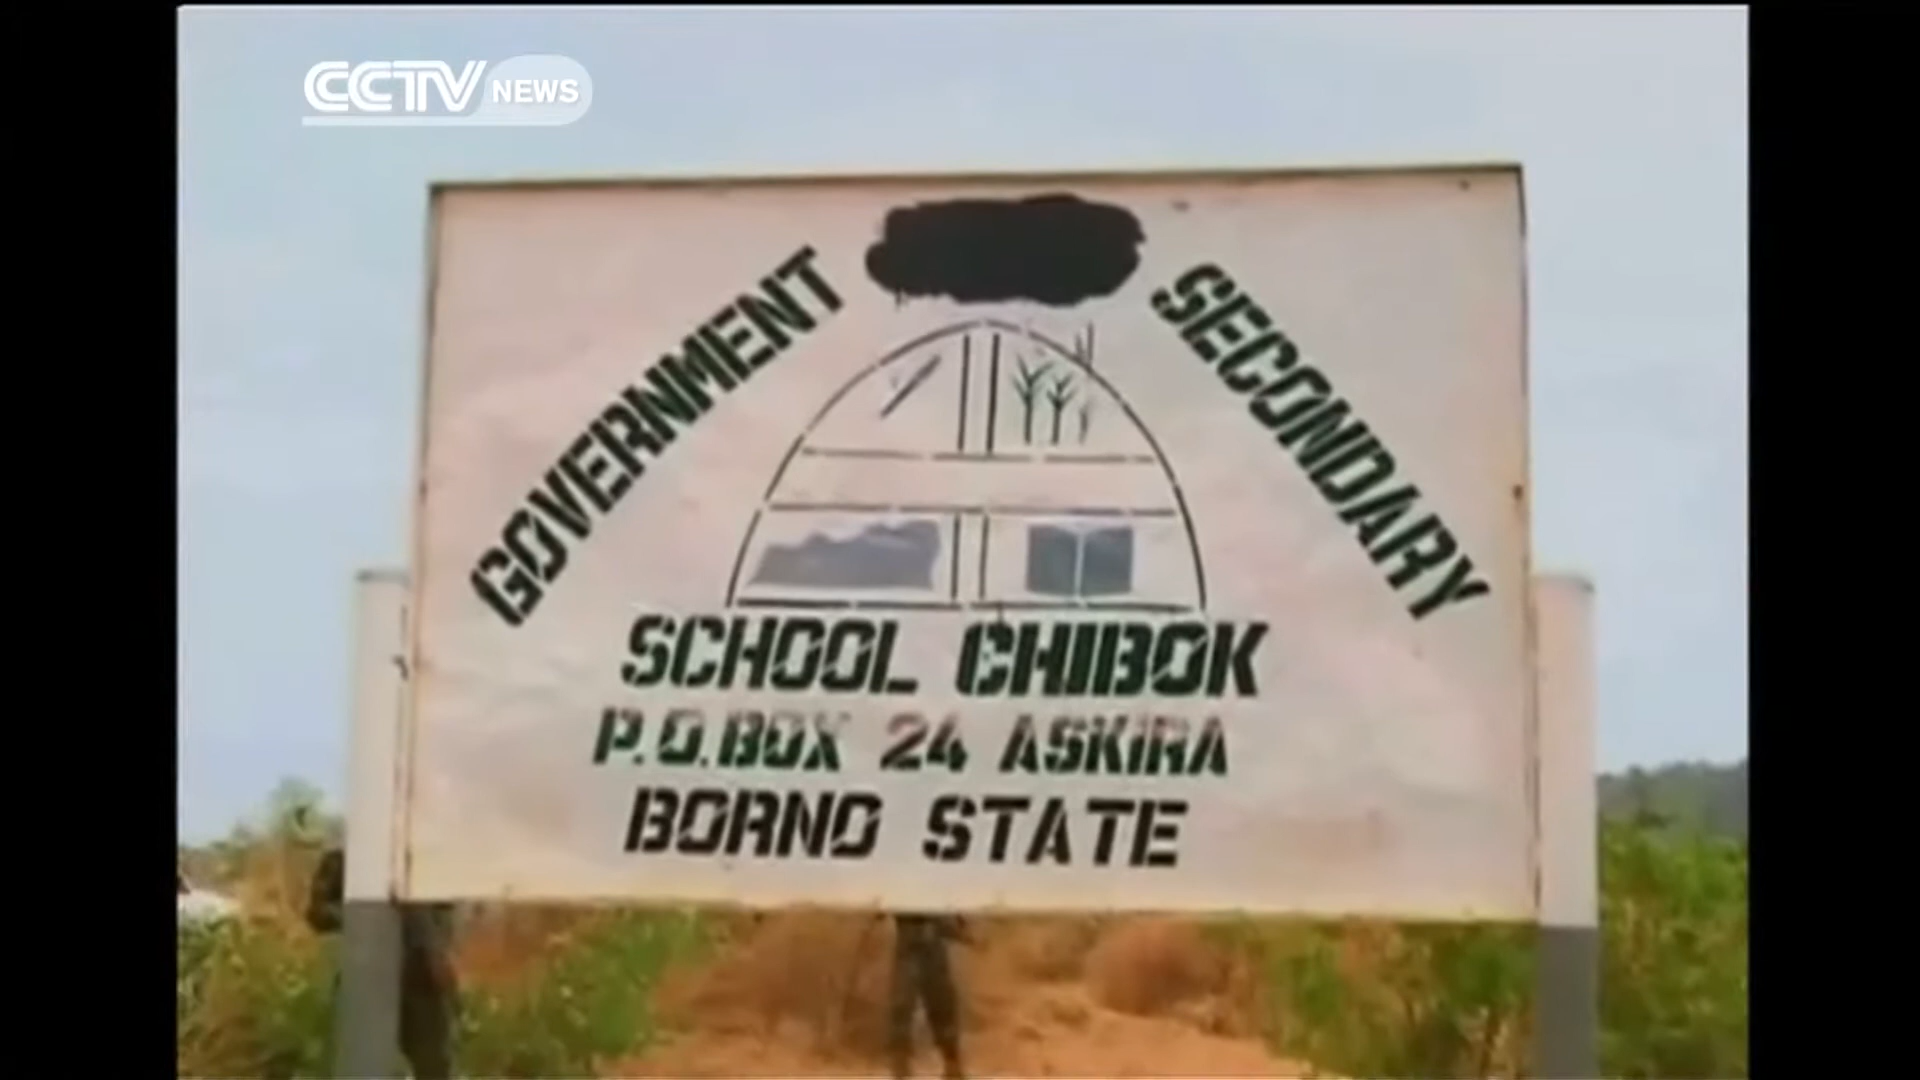 CCTV NEWS
GOVERNMENT
SECONDARY
SCHOOL CHIBOK
P.O.BOX 24 ASKIRA
BORNO STATE